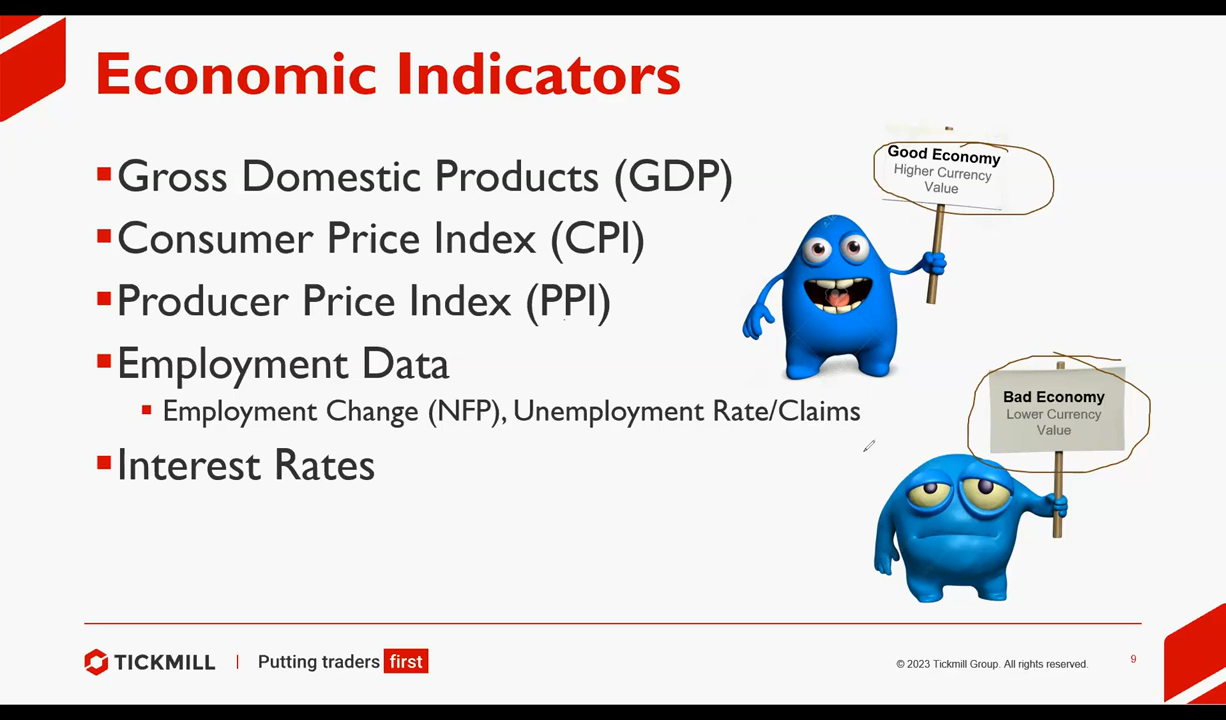 Economic Indicators
Gross Domestic Products (GDP)
Consumer Price Index (CPI)
Producer Price Index (PPI)
Employment Data
Employment Change (NFP), Unemployment Rate/Claims
Interest Rates
Good Economy
Higher Currency
Value
Bad Economy
Lower Currency
Value
TICKMILL | Putting traders first
© 2023 Tickmill Group. All rights reserved.
9